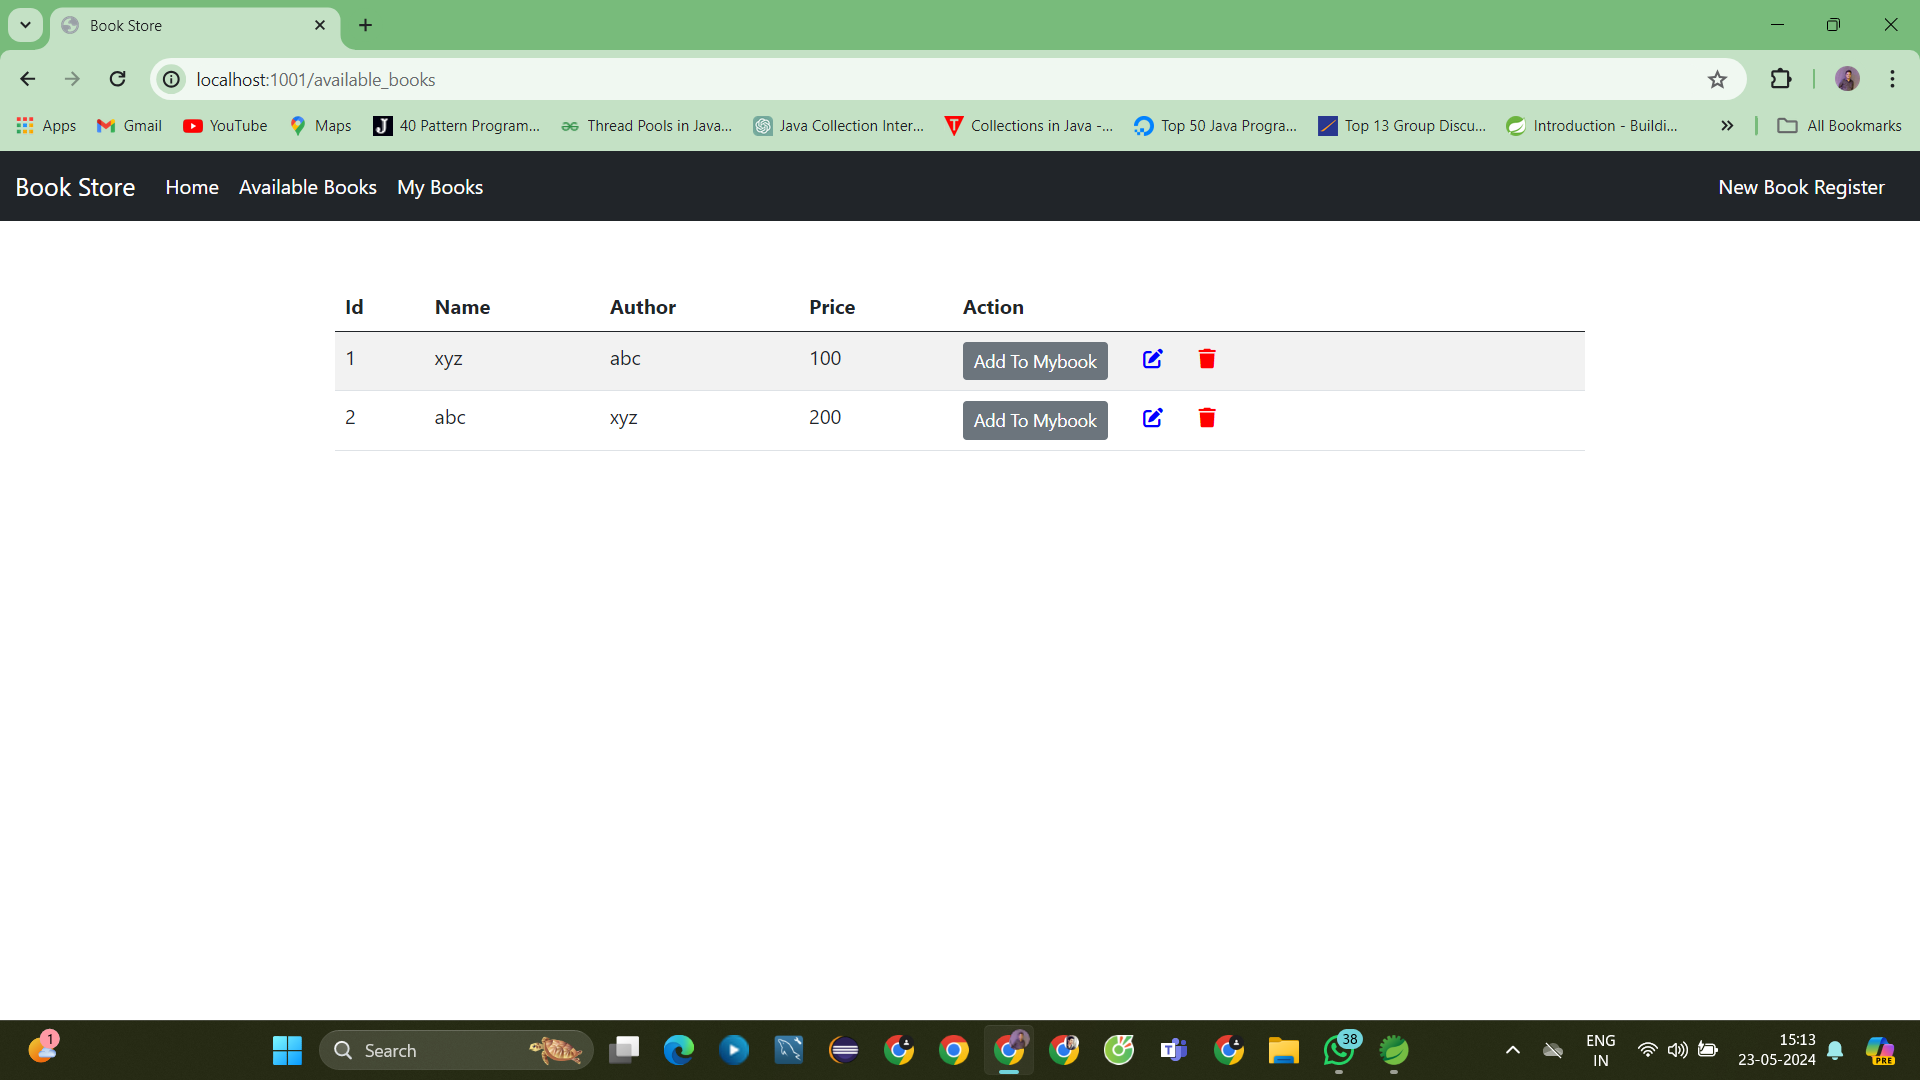 Book Store
localhost:1001/available_books
Apps Gmail YouTube Maps 40 Pattern Program... Thread Pools in Java... Java Collection Inter... Collections in Java -... Top 50 Java Progra... Top 13 Group Discu... Introduction - Buildi... All Bookmarks
Book Store Home Available Books My Books New Book Register
Id Name Author Price Action
1 xyz abc 100 Add To Mybook
2 abc xyz 200 Add To Mybook
1 Search 38 ENG IN 15:13 23-05-2024 PRE